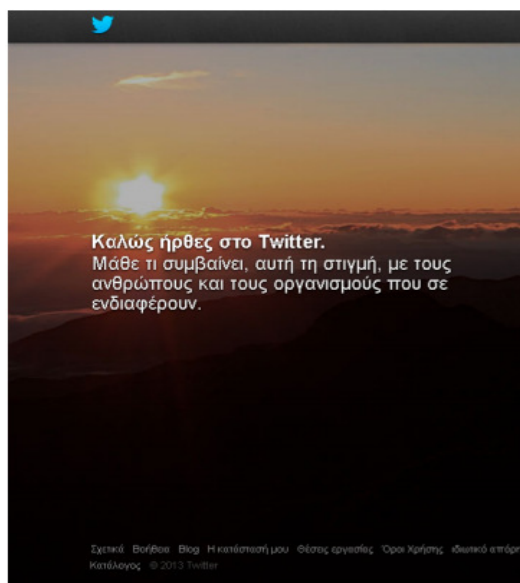 Καλώς ήρθες στο Twitter.
Μάθε τι συμβαίνει, αυτή τη στιγμή, με τους
ανθρώπους και τους οργανισμούς που σε
ενδιαφέρουν.
Σχετικά Βοήθεια Blog Η κατάστασή μου Θέσεις εργασίας Όροι Χρήσης
Κατάλογος © 2013 Twitter